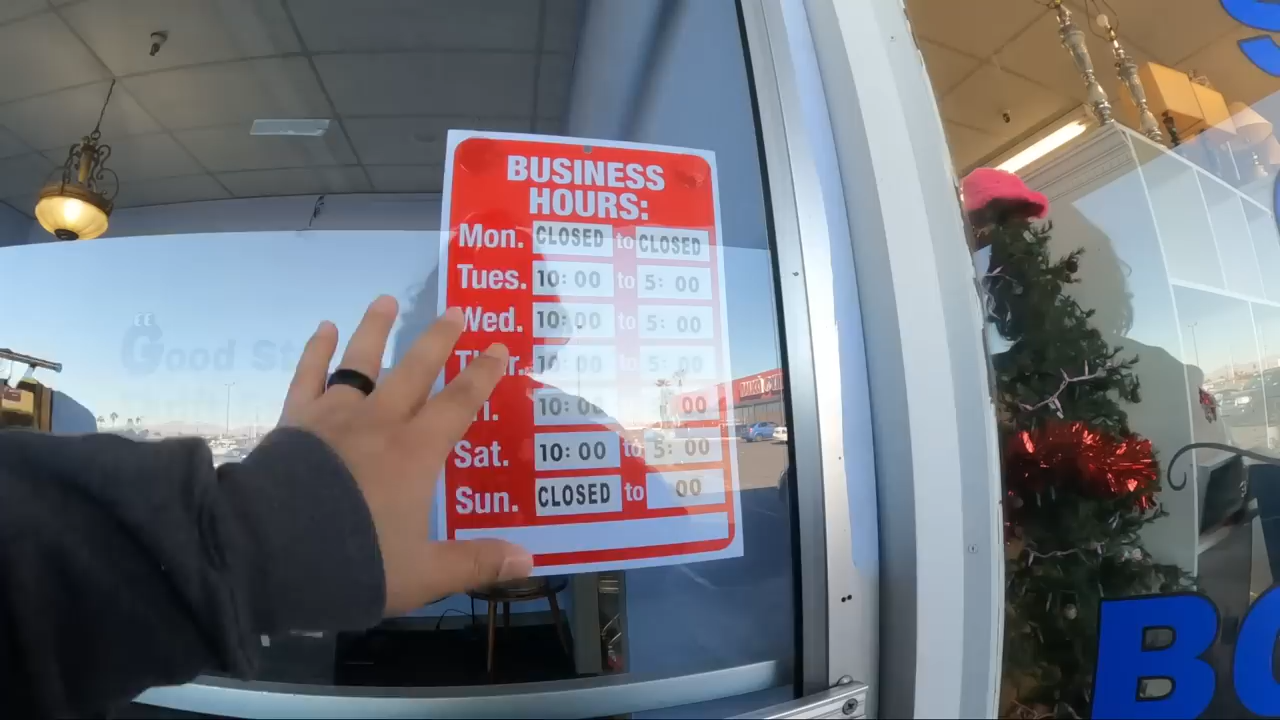 BUSINESS
HOURS:
Mon. CLOSED to CLOSED
Tues. 10: 00 to 5: 00
Wed. 10: 00 to 5: 00
10: 00 to 5: 00
10: 00 00
Sat. 10: 00 to 5: 00
Sun. CLOSED to 00
Good